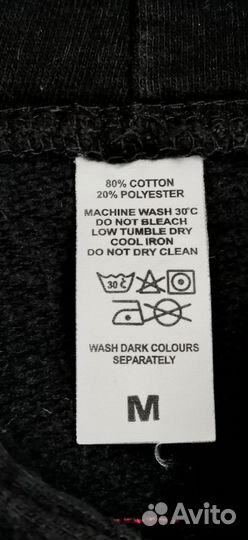 80% COTTON
20% POLYESTER
MACHINE WASH 30°C
DO NOT BLEACH
LOW TUMBLE DRY
COOL IRON
DO NOT DRY CLEAN
30°C
WASH DARK COLOURS
SEPARATELY
M
Avito